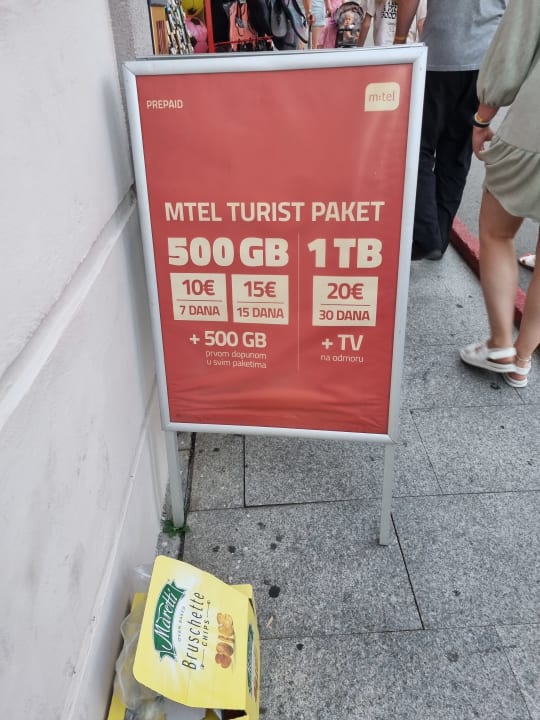 PREPAID
m:tel
MTEL TURIST PAKET
500 GB
10€
7 DANA
15€
15 DANA
+ 500 GB
prvom dopunom
u svim paketima
1 TB
20€
30 DANA
+ TV
na odmoru
Maretti
Bruschette
CHIPS